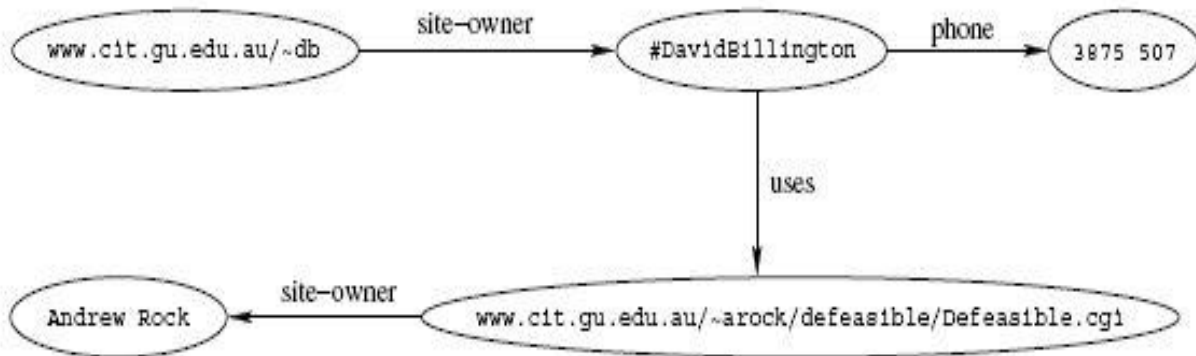 site-owner
phone
www.cit.gu.edu.au/~db
#DavidBillington
3875 507
uses
site-owner
Andrew Rock
www.cit.gu.edu.au/~arock/defeasible/Defeasible.cgi